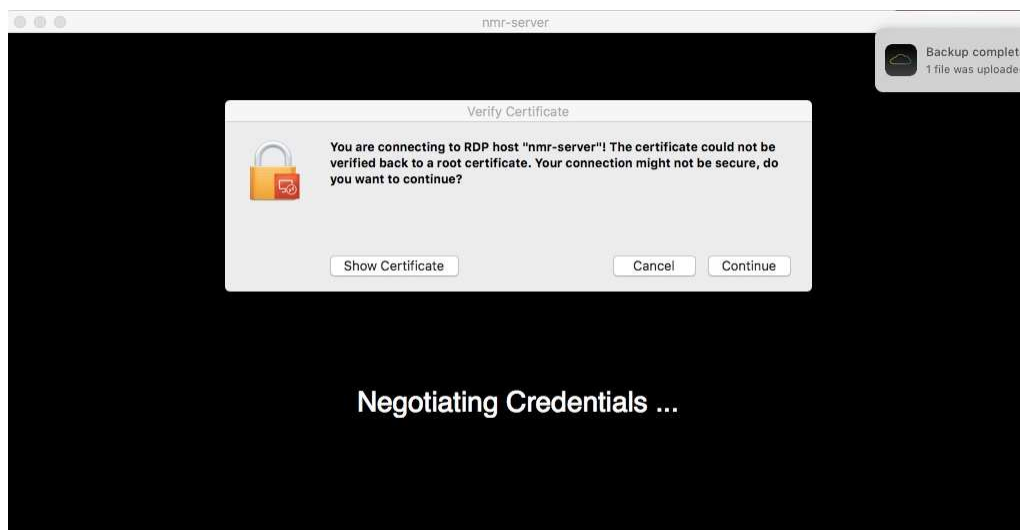 nmr-server
Backup complet
1 file was uploade
Verify Certificate
You are connecting to RDP host "nmr-server"! The certificate could not be
verified back to a root certificate. Your connection might not be secure, do
you want to continue?
Show Certificate
Cancel
Continue
Negotiating Credentials ...